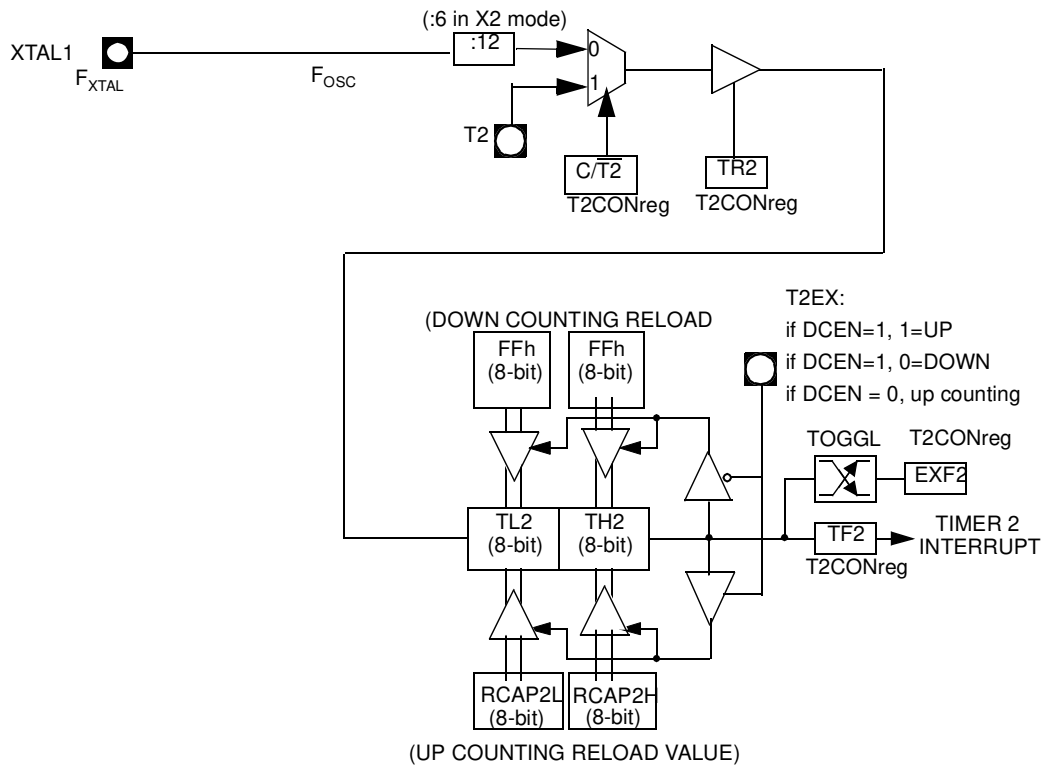 (:6 in X2 mode)
XTAL1
:12
0
F_XTAL
F_OSC
1
T2
C/T2̅
TR2
T2CONreg
T2CONreg
T2EX:
(DOWN COUNTING RELOAD
if DCEN=1, 1=UP
FFh
(8-bit)
FFh
(8-bit)
if DCEN=1, 0=DOWN
if DCEN = 0, up counting
TOGGL
T2CONreg
EXF2
TL2
(8-bit)
TH2
(8-bit)
TF2
TIMER 2
INTERRUPT
T2CONreg
RCAP2L
(8-bit)
RCAP2H
(8-bit)
(UP COUNTING RELOAD VALUE)